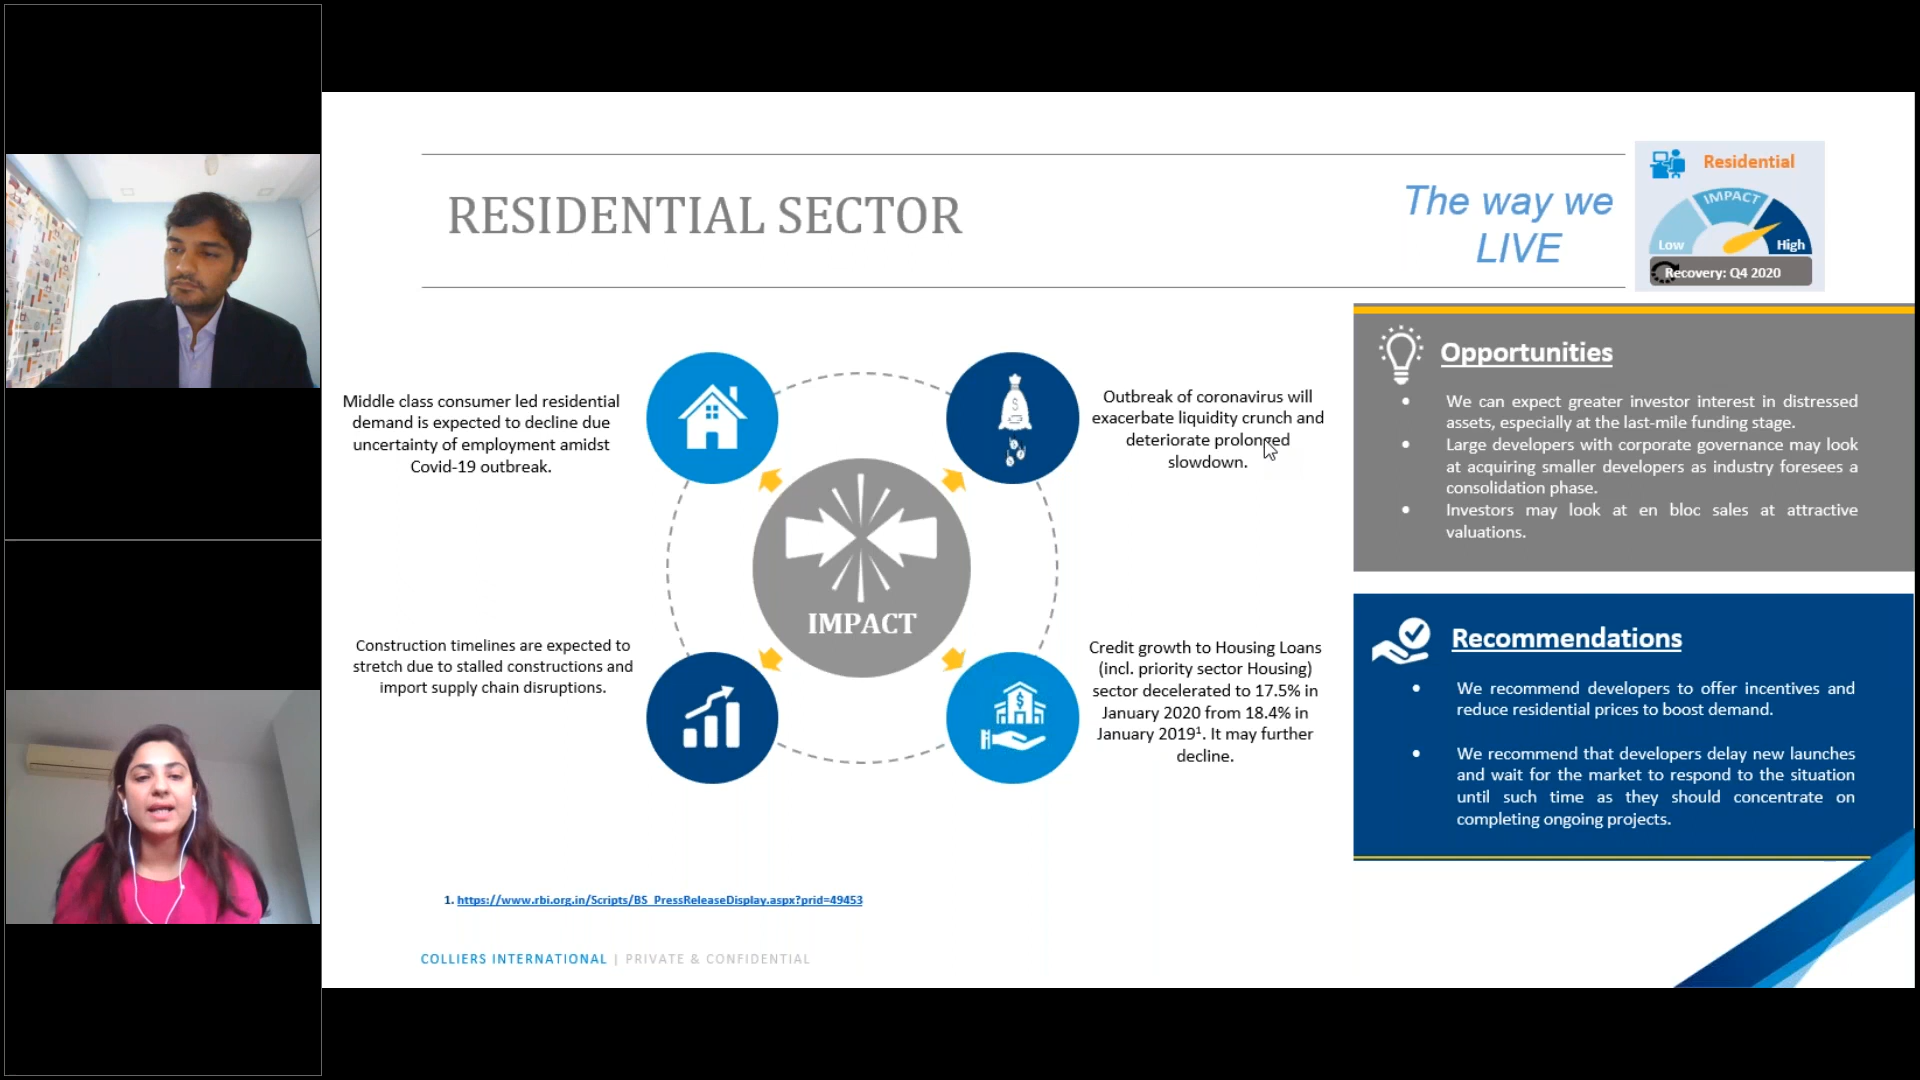 RESIDENTIAL SECTOR
The way we
LIVE
Residential
IMPACT
Low
High
Recovery: Q4 2020
Middle class consumer led residential
demand is expected to decline due
uncertainty of employment amidst
Covid-19 outbreak.
Outbreak of coronavirus will
exacerbate liquidity crunch and
deteriorate prolonged
slowdown.
IMPACT
Construction timelines are expected to
stretch due to stalled constructions and
import supply chain disruptions.
Credit growth to Housing Loans
(incl. priority sector Housing)
sector decelerated to 17.5% in
January 2020 from 18.4% in
January 2019¹. It may further
decline.
Opportunities
• We can expect greater investor interest in distressed
assets, especially at the last-mile funding stage.
• Large developers with corporate governance may look
at acquiring smaller developers as industry foresees a
consolidation phase.
• Investors may look at en bloc sales at attractive
valuations.
Recommendations
• We recommend developers to offer incentives and
reduce residential prices to boost demand.
• We recommend that developers delay new launches
and wait for the market to respond to the situation
until such time as they should concentrate on
completing ongoing projects.
1. https://www.rbi.org.in/Scripts/BS_PressReleaseDisplay.aspx?prid=49453
COLLIERS INTERNATIONAL | PRIVATE & CONFIDENTIAL